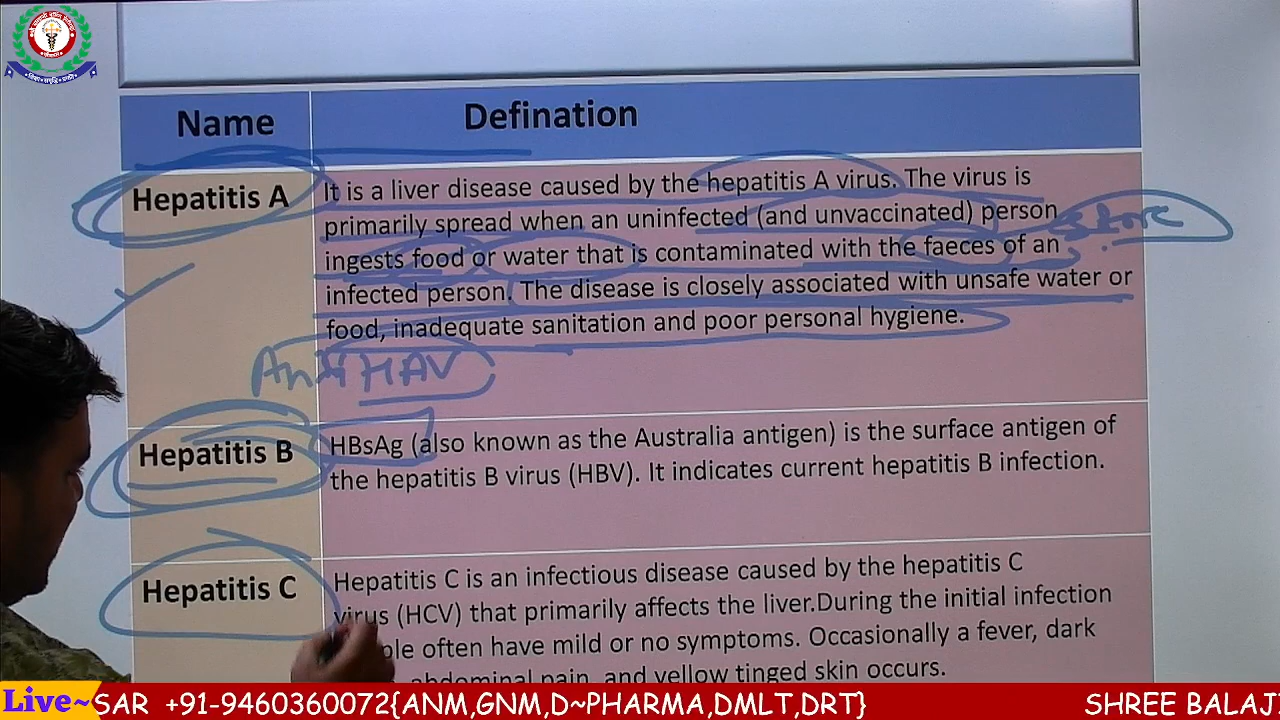 Name
Defination
Hepatitis A
It is a liver disease caused by the hepatitis A virus. The virus is
primarily spread when an uninfected (and unvaccinated) person
ingests food or water that is contaminated with the faeces of an
infected person. The disease is closely associated with unsafe water or
food, inadequate sanitation and poor personal hygiene.
Anti HAV
Hepatitis B
HBsAg (also known as the Australia antigen) is the surface antigen of
the hepatitis B virus (HBV). It indicates current hepatitis B infection.
Hepatitis C
Hepatitis C is an infectious disease caused by the hepatitis C
virus (HCV) that primarily affects the liver.During the initial infection
often have mild or no symptoms. Occasionally a fever, dark
abdominal pain, and yellow tinged skin occurs.
Live~SAR +91-9460360072{ANM,GNM,D~PHARMA,DMLT,DRT}
SHREE BALAJ